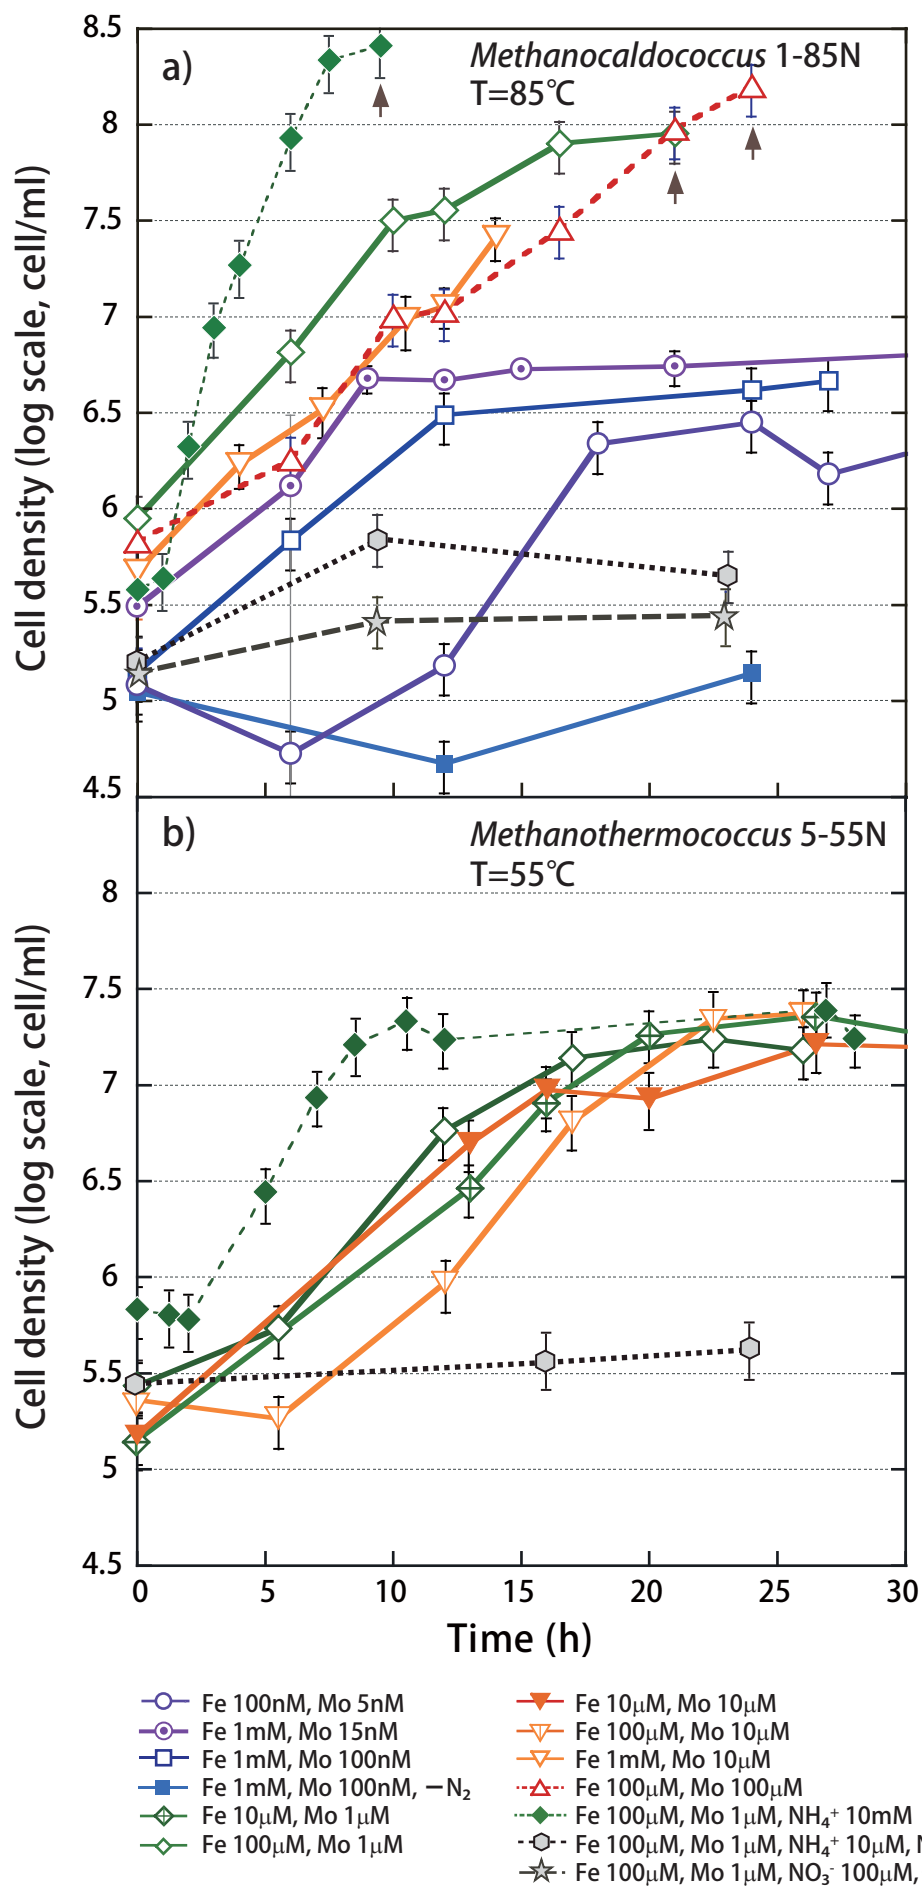 8.5
a)
Methanocaldococcus 1-85N
T=85℃
8
7.5
7
6.5
6
5.5
5
4.5
Cell density (log scale, cell/ml)
b)
Methanothermococcus 5-55N
T=55℃
8
7.5
7
6.5
6
5.5
5
4.5
Cell density (log scale, cell/ml)
0 5 10 15 20 25 30
Time (h)
Fe 100nM, Mo 5nM
Fe 1mM, Mo 15nM
Fe 1mM, Mo 100nM
Fe 1mM, Mo 100nM, −N₂
Fe 10μM, Mo 1μM
Fe 100μM, Mo 1μM
Fe 10μM, Mo 10μM
Fe 100μM, Mo 10μM
Fe 1mM, Mo 10μM
Fe 100μM, Mo 100μM
Fe 100μM, Mo 1μM, NH₄⁺ 10mM
Fe 100μM, Mo 1μM, NH₄⁺ 10μM,
Fe 100μM, Mo 1μM, NO₃⁻ 100μM,